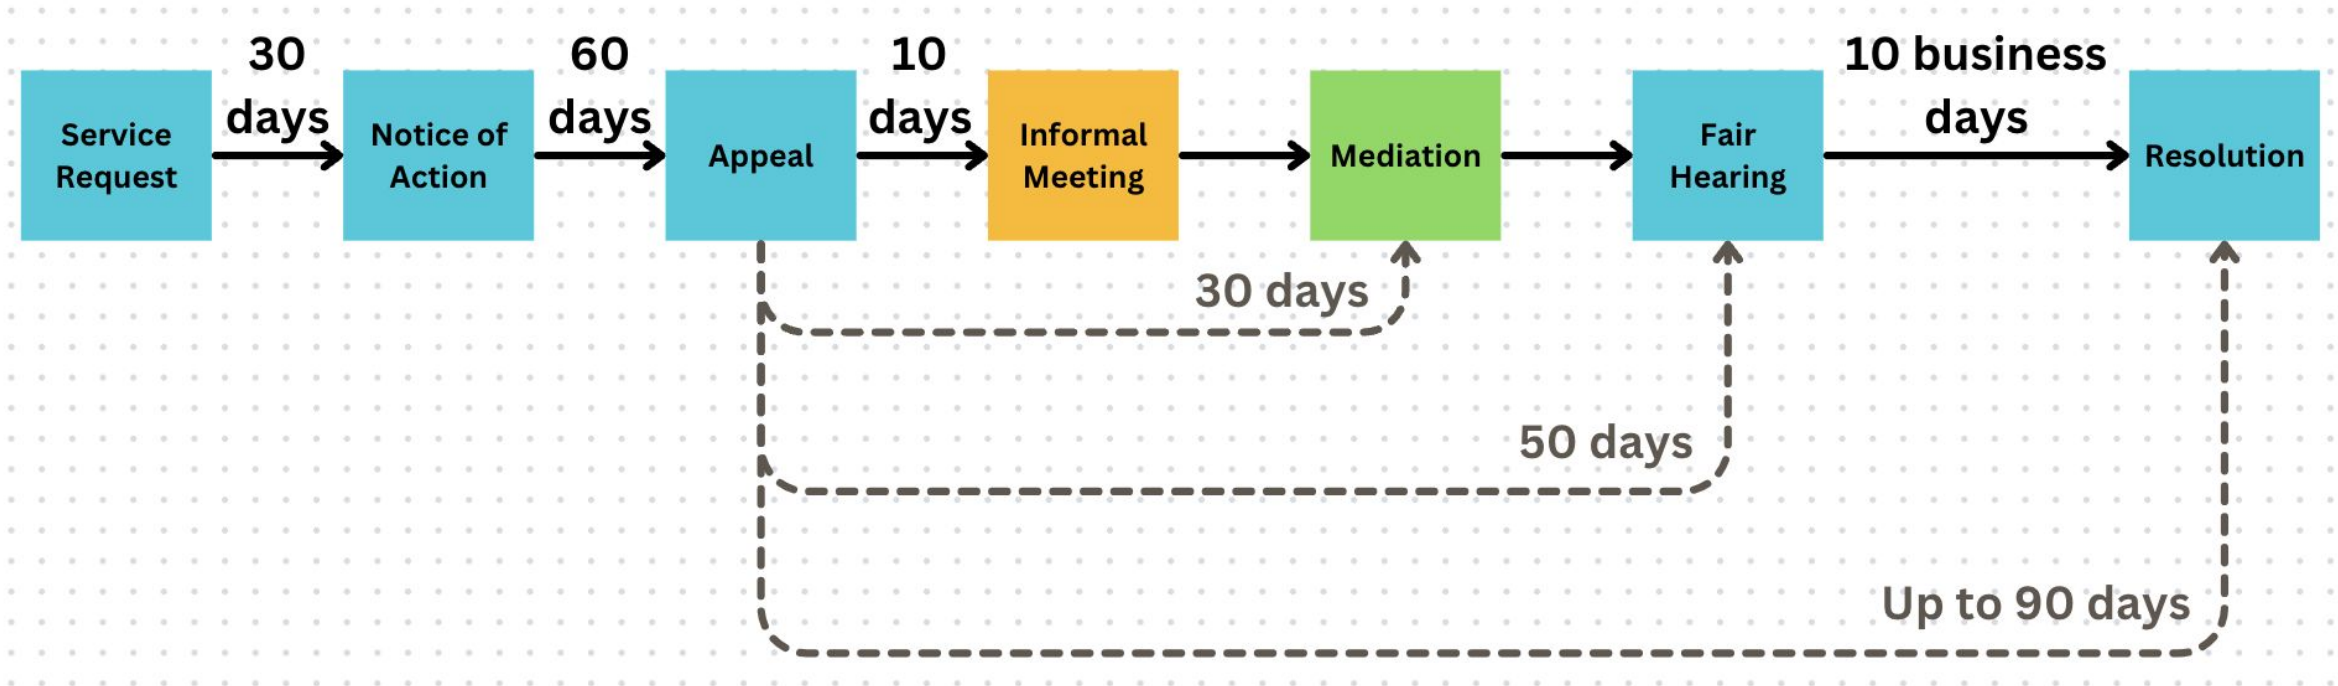 30
days
60
days
10
days
10 business
days
Service
Request
Notice of
Action
Appeal
Informal
Meeting
Mediation
Fair
Hearing
Resolution
30 days
50 days
Up to 90 days